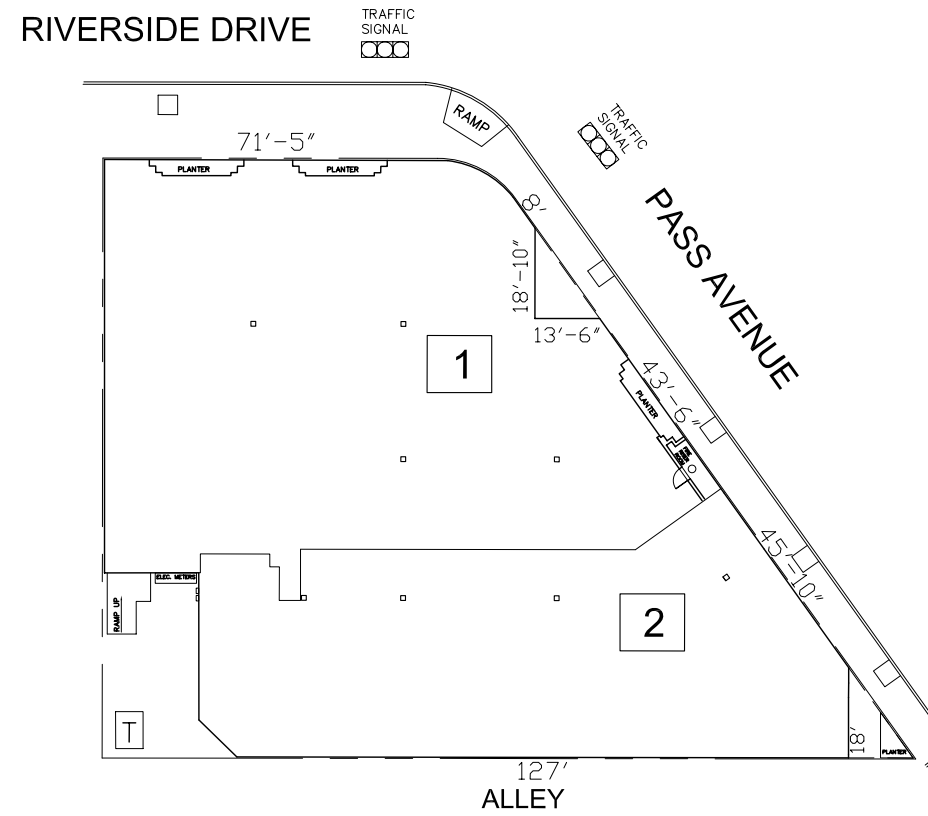 RIVERSIDE DRIVE
TRAFFIC
SIGNAL
RAMP
TRAFFIC
SIGNAL
71'-5"
PLANTER
PLANTER
8'
PASS AVENUE
18'-10"
13'-6"
1
43'-6"
PLANTER
45'-10"
ELEC. METERS
RAMP UP
2
T
18'
PLANTER
127'
ALLEY